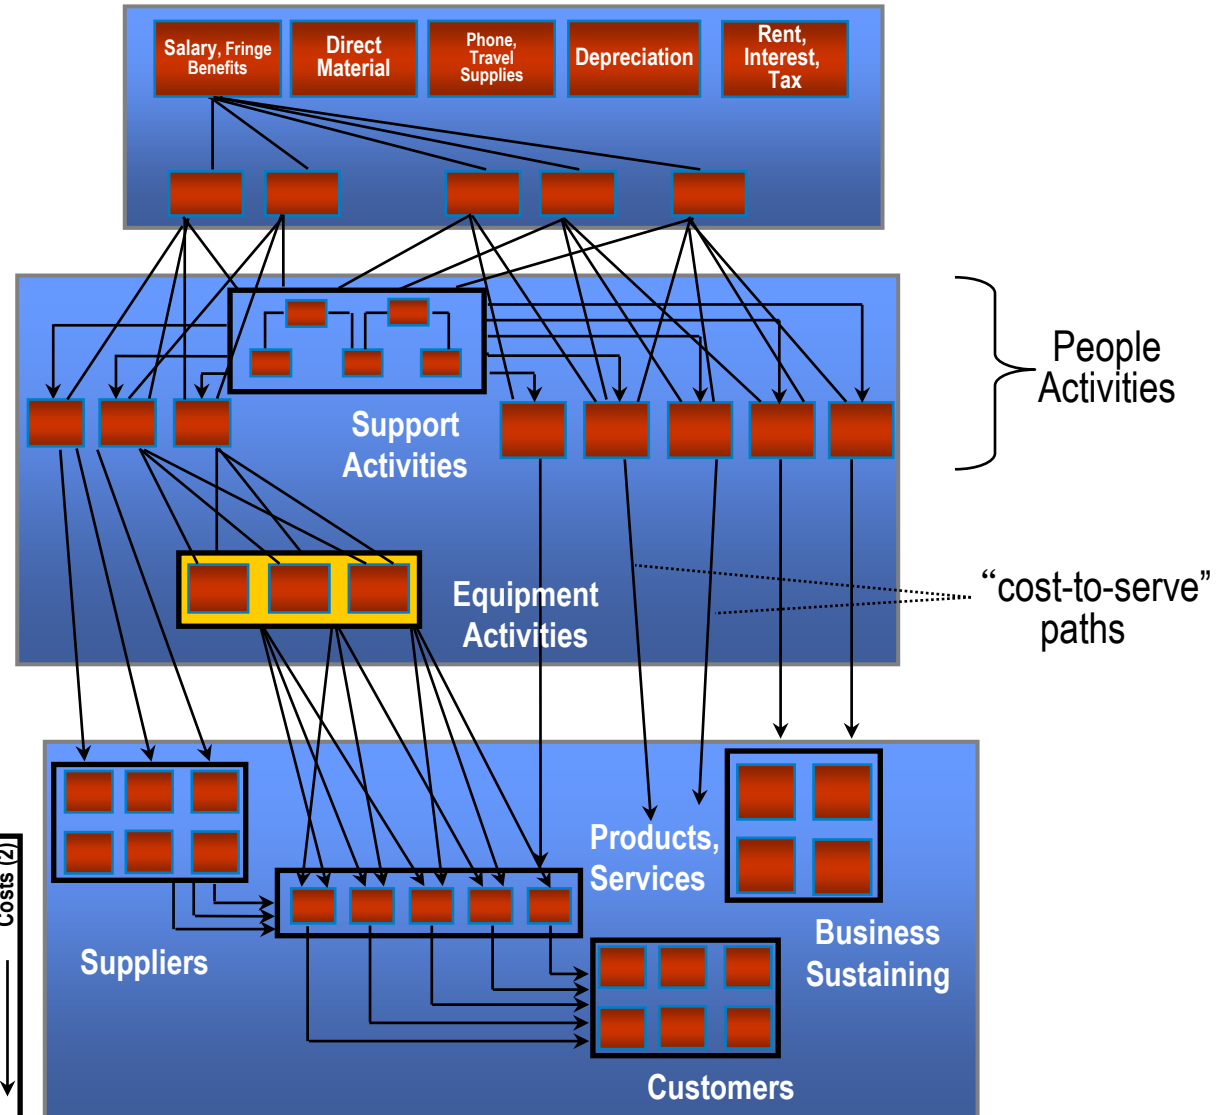 Salary, Fringe
Benefits
Direct
Material
Phone,
Travel
Supplies
Depreciation
Rent,
Interest,
Tax
People
Activities
Support
Activities
Equipment
Activities
“cost-to-serve”
paths
Products,
Services
Costs (2)
Suppliers
Business
Sustaining
Customers